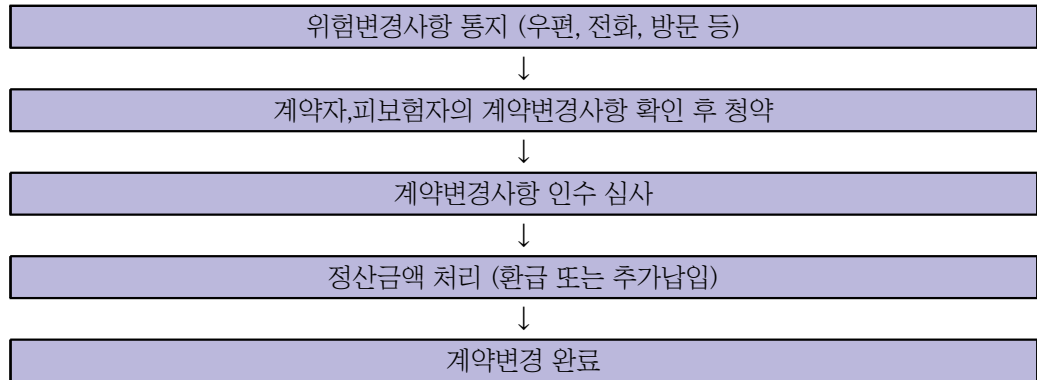 위험변경사항 통지 (우편, 전화, 방문 등)
↓
계약자,피보험자의 계약변경사항 확인 후 청약
↓
계약변경사항 인수 심사
↓
정산금액 처리 (환급 또는 추가납입)
↓
계약변경 완료